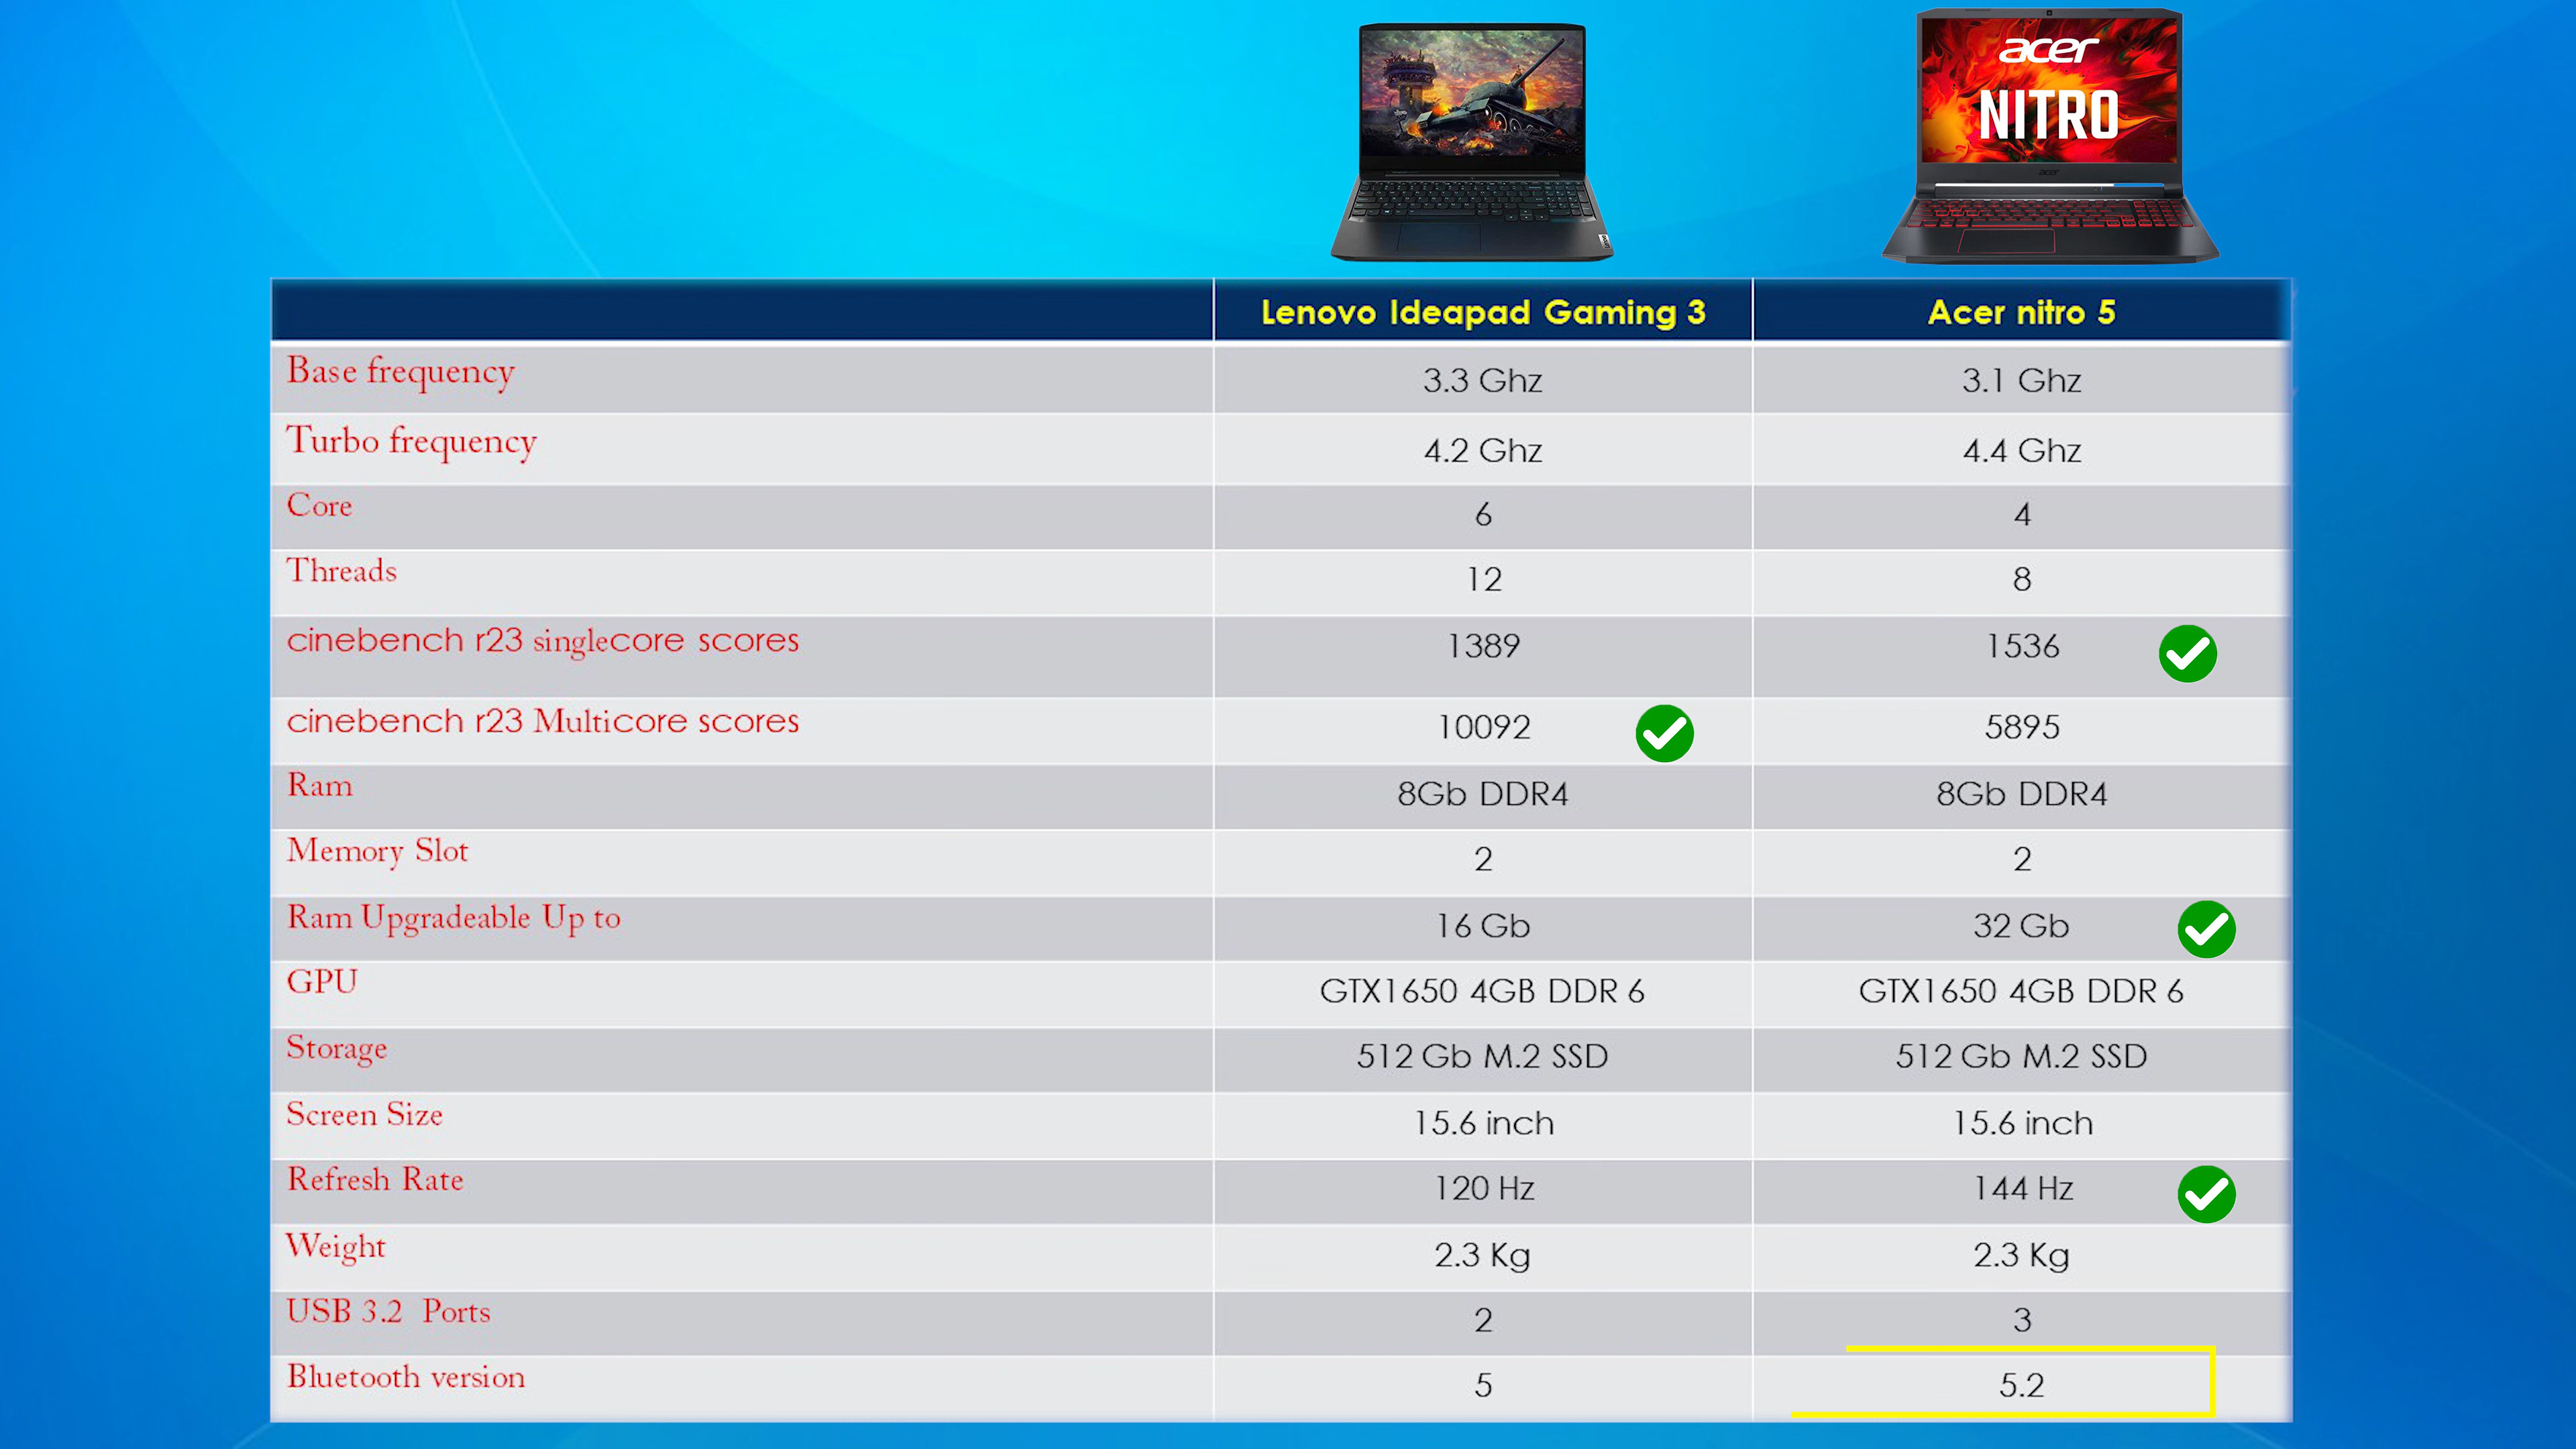 acer
NITRO
Lenovo Ideapad Gaming 3 Acer nitro 5
Base frequency 3.3 Ghz 3.1 Ghz
Turbo frequency 4.2 Ghz 4.4 Ghz
Core 6 4
Threads 12 8
cinebench r23 singlecore scores 1389 1536
cinebench r23 Multicore scores 10092 5895
Ram 8Gb DDR4 8Gb DDR4
Memory Slot 2 2
Ram Upgradeable Up to 16 Gb 32 Gb
GPU GTX1650 4GB DDR 6 GTX1650 4GB DDR 6
Storage 512 Gb M.2 SSD 512 Gb M.2 SSD
Screen Size 15.6 inch 15.6 inch
Refresh Rate 120 Hz 144 Hz
Weight 2.3 Kg 2.3 Kg
USB 3.2 Ports 2 3
Bluetooth version 5 5.2